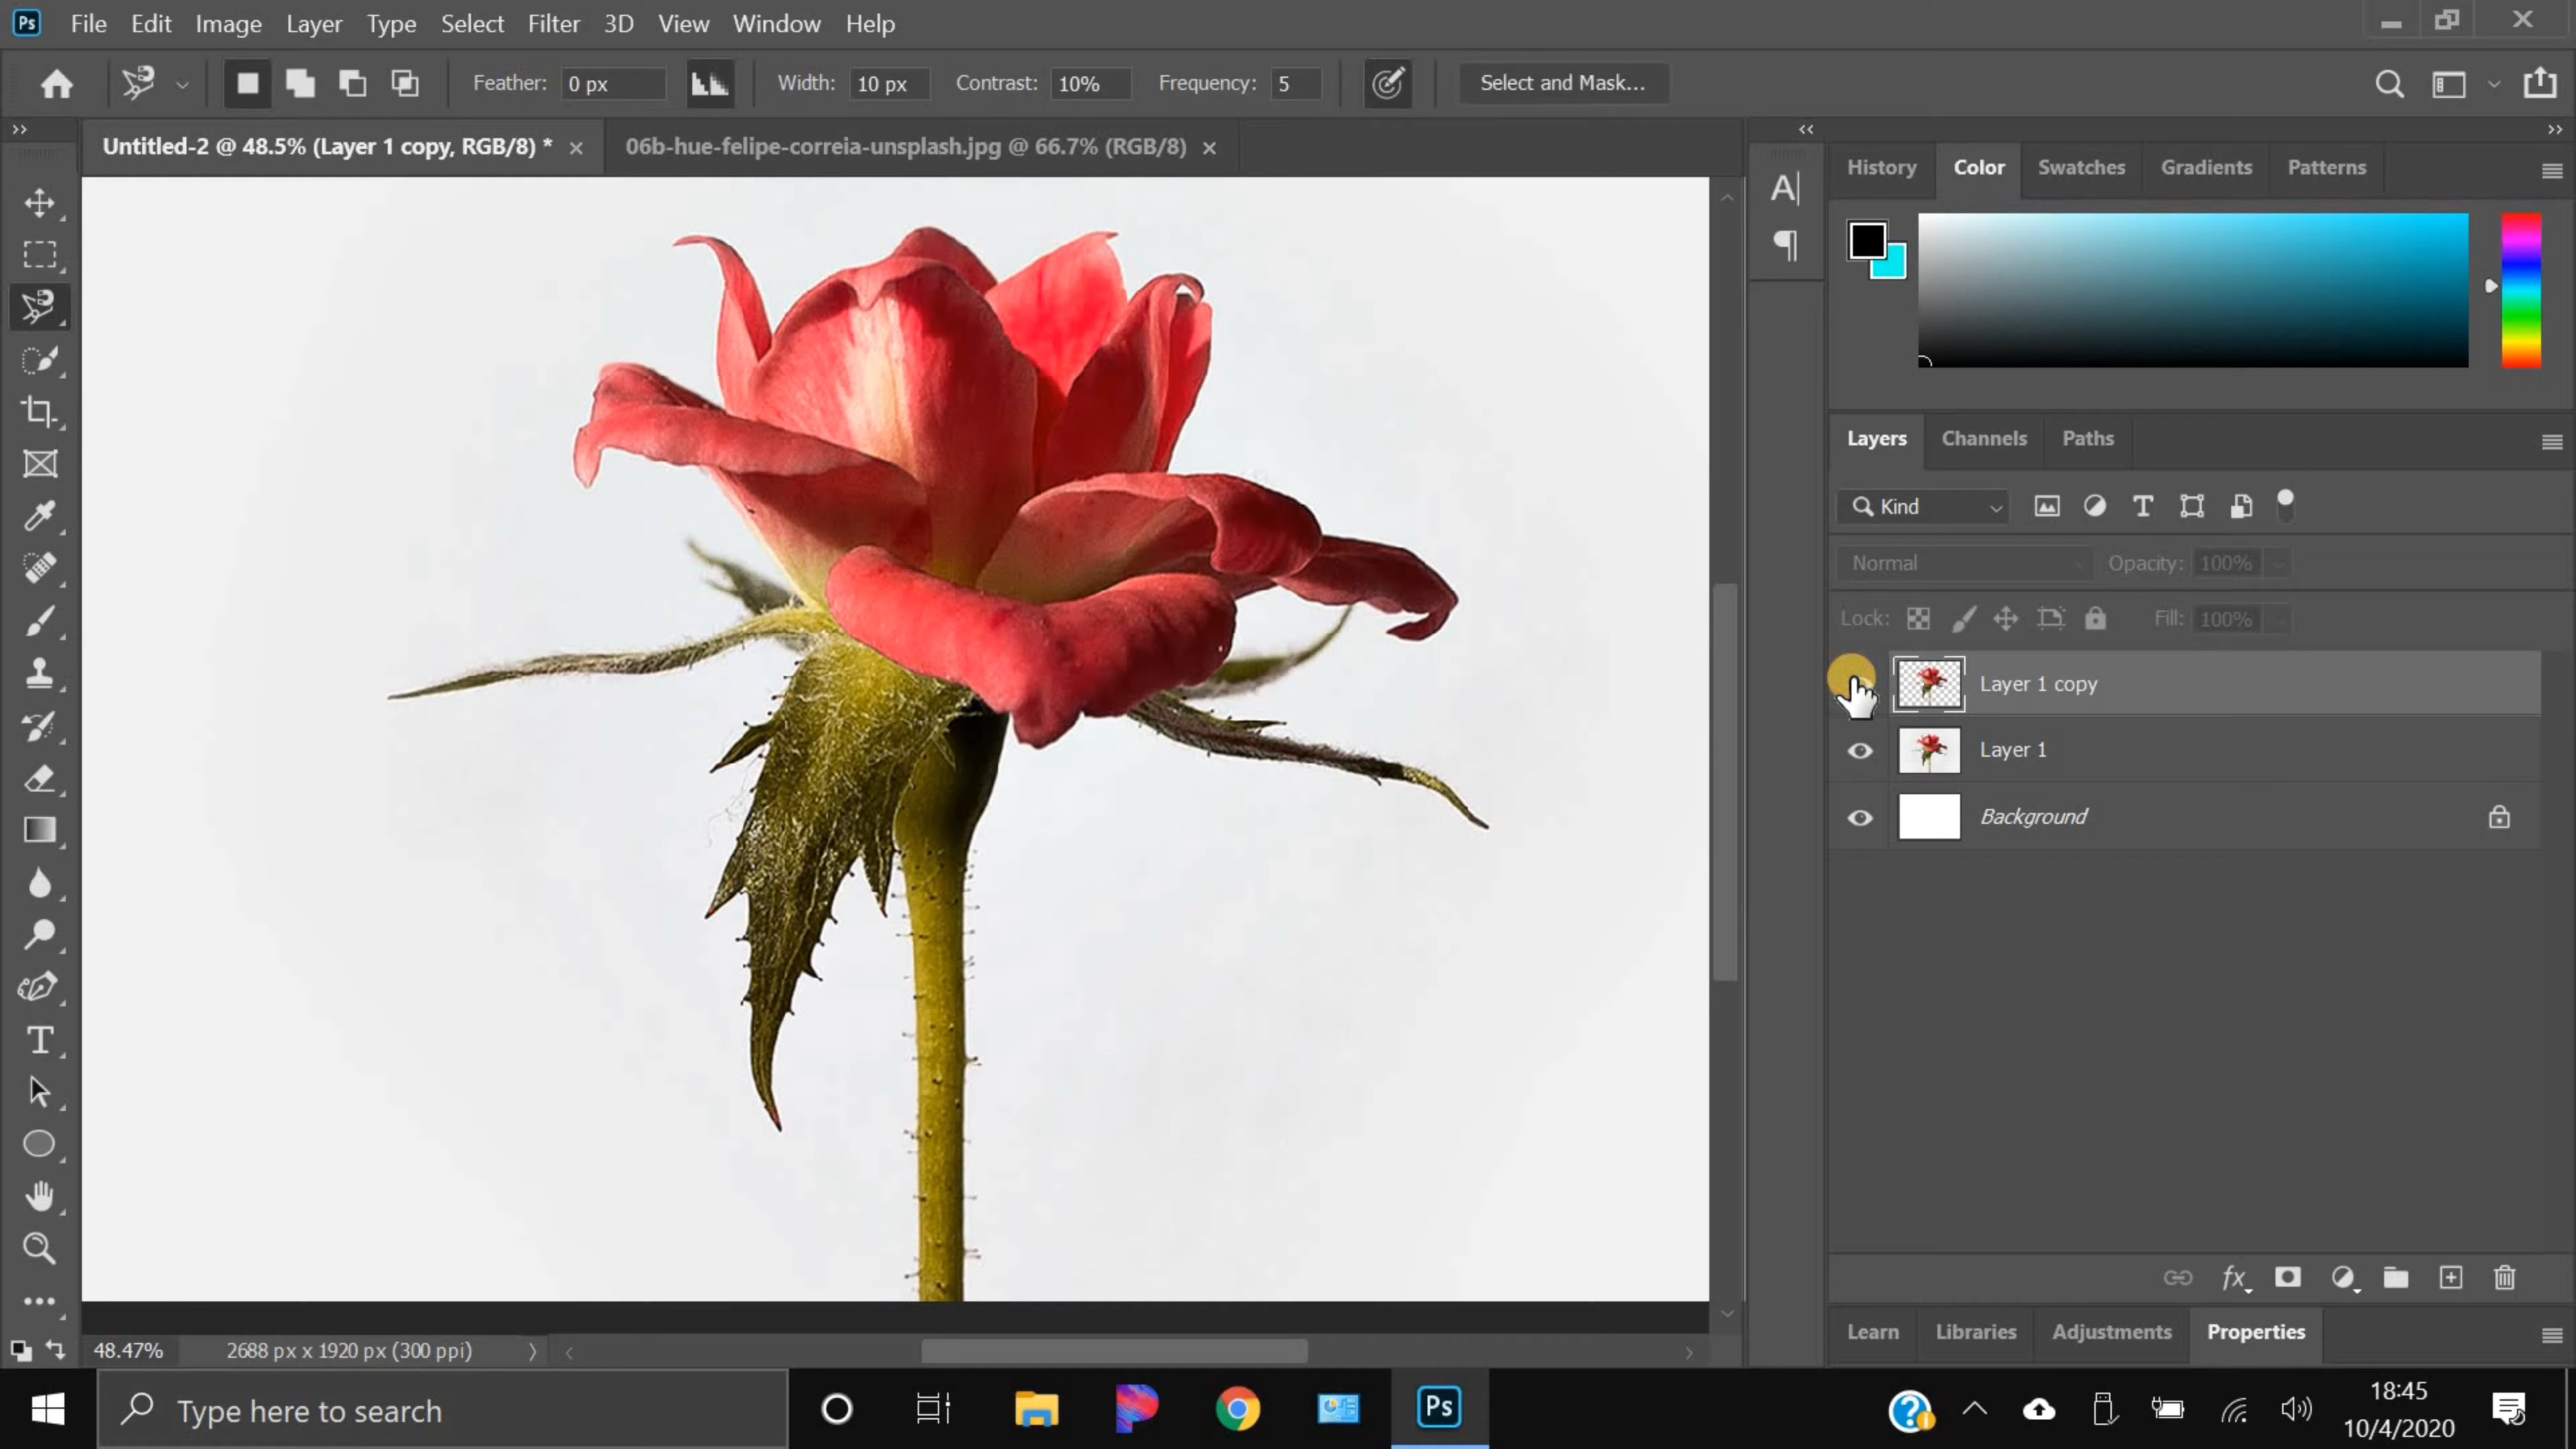 Ps File Edit Image Layer Type Select Filter 3D View Window Help
Feather: 0 px Width: 10 px Contrast: 10% Frequency: 5 Select and Mask...
Untitled-2 @ 48.5% (Layer 1 copy, RGB/8) * 06b-hue-felipe-correia-unsplash.jpg @ 66.7% (RGB/8)
History Color Swatches Gradients Patterns
Layers Channels Paths
Kind
Normal Opacity: 100%
Lock: Fill: 100%
Layer 1 copy
Layer 1
Background
fx
Learn Libraries Adjustments Properties
48.47% 2688 px x 1920 px (300 ppi)
Type here to search
Ps
18:45
10/4/2020